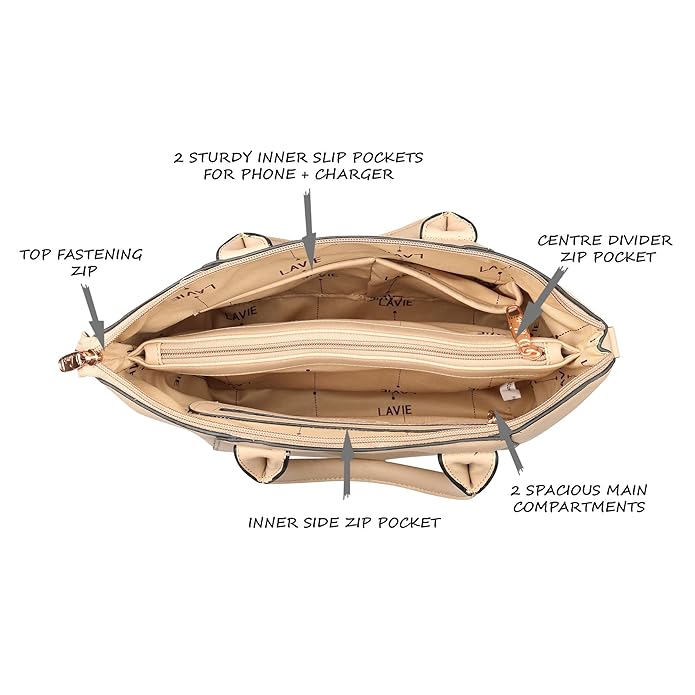 2 STURDY INNER SLIP POCKETS
FOR PHONE + CHARGER
TOP FASTENING
ZIP
CENTRE DIVIDER
ZIP POCKET
LAVIE
LAVIE
LAVIE
LAVIE
LAVIE
2 SPACIOUS MAIN
COMPARTMENTS
INNER SIDE ZIP POCKET